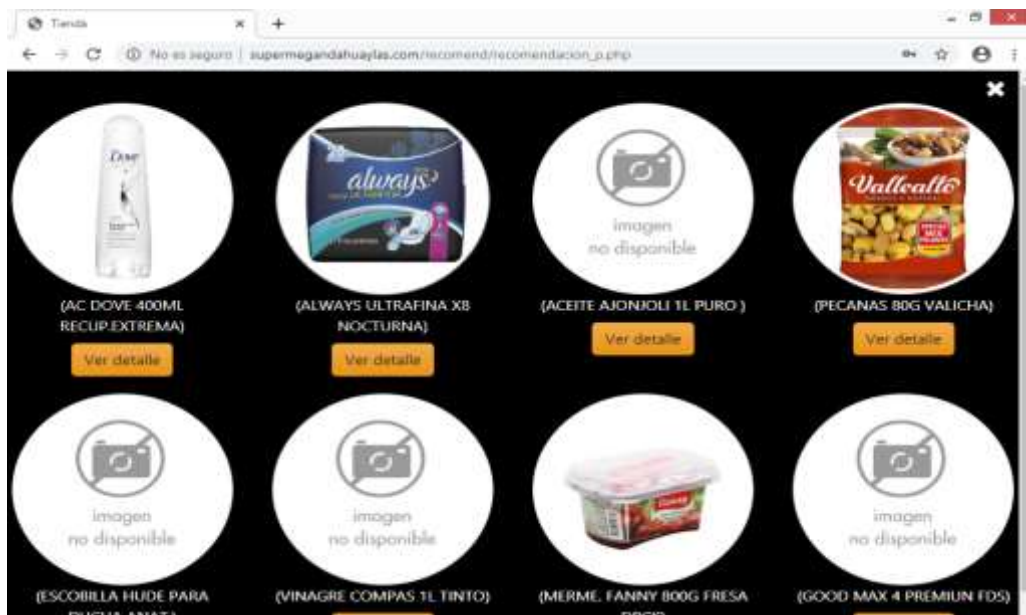 Tienda
No es seguro | supermegandahuaylas.com/recomend/recomendacion_p.php
Dove
20
always
Vallealto
imagen
no disponible
(AC DOVE 400ML
RECUP.EXTREMA)
(ALWAYS ULTRAFINA X8
NOCTURNA)
(ACEITE AJONJOLI 1L PURO )
(PECANAS 80G VALICHA)
Ver detalle
Ver detalle
Ver detalle
Ver detalle
imagen
no disponible
imagen
no disponible
Fanny
imagen
no disponible
(ESCOBILLA HUDE PARA
(VINAGRE COMPAS 1L TINTO)
(MERME. FANNY 800G FRESA
(GOOD MAX 4 PREMIUN FDS)